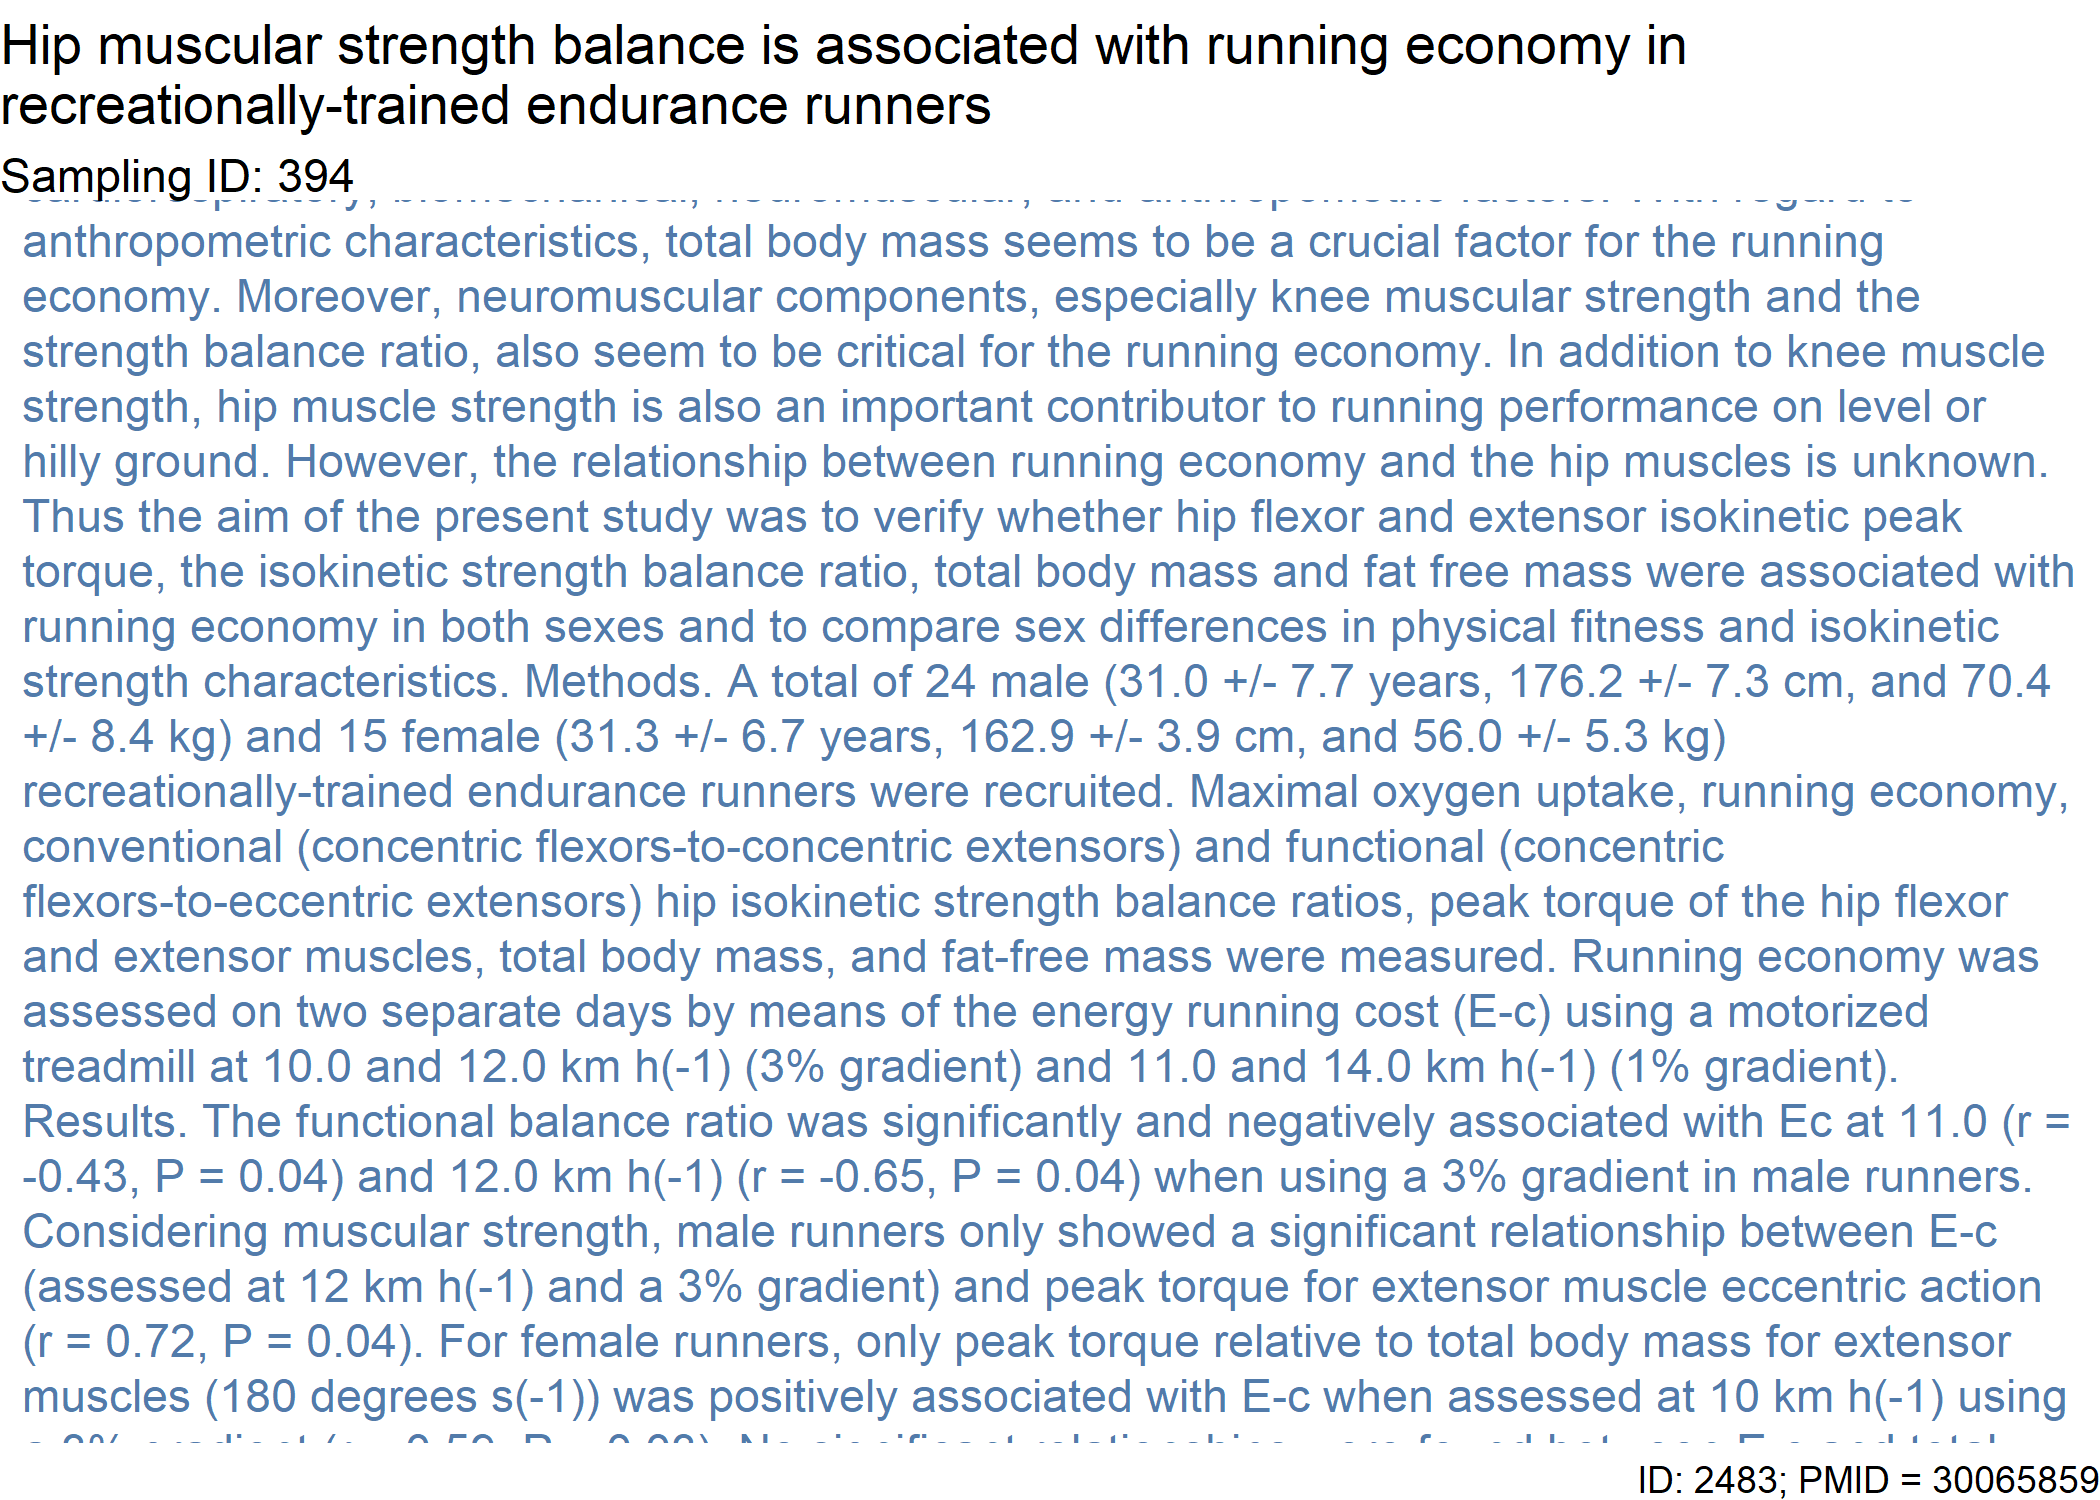 Hip muscular strength balance is associated with running economy in
recreationally-trained endurance runners
Sampling ID: 394
cardiorespiratory, biomechanical, neuromuscular, and anthropometric factors. With regard to
anthropometric characteristics, total body mass seems to be a crucial factor for the running
economy. Moreover, neuromuscular components, especially knee muscular strength and the
strength balance ratio, also seem to be critical for the running economy. In addition to knee muscle
strength, hip muscle strength is also an important contributor to running performance on level or
hilly ground. However, the relationship between running economy and the hip muscles is unknown.
Thus the aim of the present study was to verify whether hip flexor and extensor isokinetic peak
torque, the isokinetic strength balance ratio, total body mass and fat free mass were associated with
running economy in both sexes and to compare sex differences in physical fitness and isokinetic
strength characteristics. Methods. A total of 24 male (31.0 +/- 7.7 years, 176.2 +/- 7.3 cm, and 70.4
+/- 8.4 kg) and 15 female (31.3 +/- 6.7 years, 162.9 +/- 3.9 cm, and 56.0 +/- 5.3 kg)
recreationally-trained endurance runners were recruited. Maximal oxygen uptake, running economy,
conventional (concentric flexors-to-concentric extensors) and functional (concentric
flexors-to-eccentric extensors) hip isokinetic strength balance ratios, peak torque of the hip flexor
and extensor muscles, total body mass, and fat-free mass were measured. Running economy was
assessed on two separate days by means of the energy running cost (E-c) using a motorized
treadmill at 10.0 and 12.0 km h(-1) (3% gradient) and 11.0 and 14.0 km h(-1) (1% gradient).
Results. The functional balance ratio was significantly and negatively associated with Ec at 11.0 (r =
-0.43, P = 0.04) and 12.0 km h(-1) (r = -0.65, P = 0.04) when using a 3% gradient in male runners.
Considering muscular strength, male runners only showed a significant relationship between E-c
(assessed at 12 km h(-1) and a 3% gradient) and peak torque for extensor muscle eccentric action
(r = 0.72, P = 0.04). For female runners, only peak torque relative to total body mass for extensor
muscles (180 degrees s(-1)) was positively associated with E-c when assessed at 10 km h(-1) using
No significant relationships were found between E-c and total
ID: 2483; PMID = 30065859